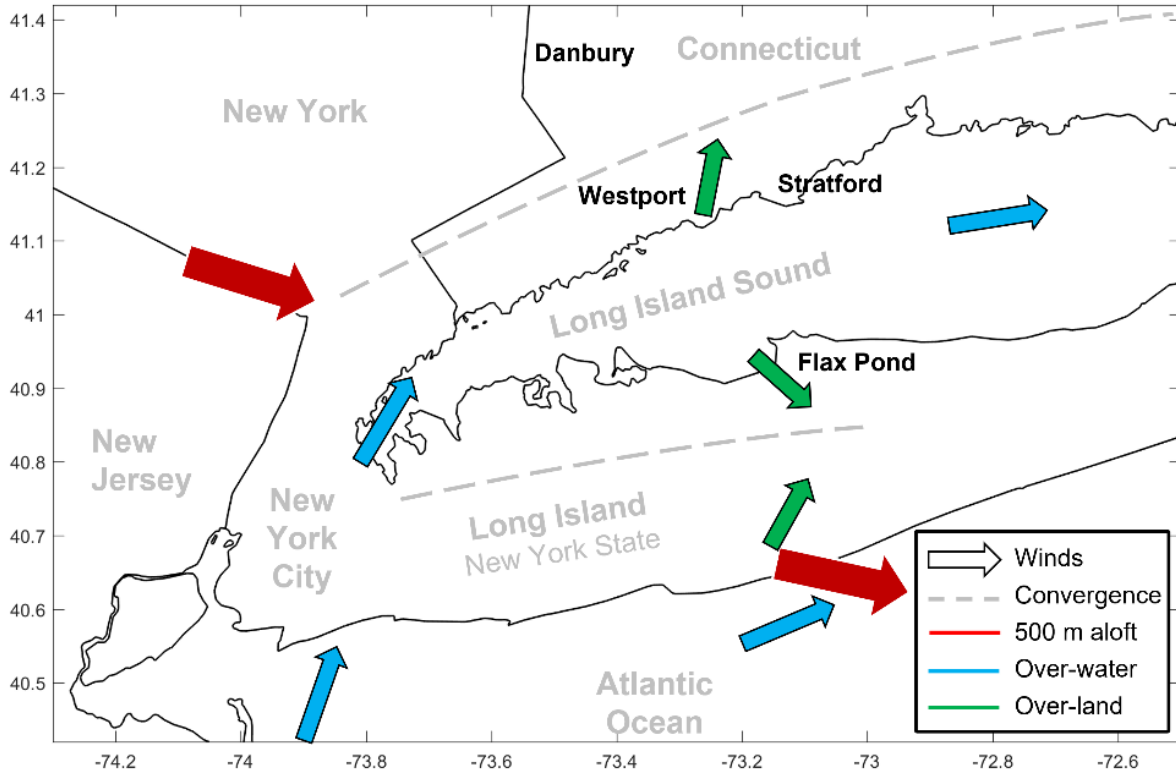 41.4
41.3
41.2
41.1
41
40.9
40.8
40.7
40.6
40.5
Danbury
Connecticut
New York
Westport
Stratford
Long Island Sound
Flax Pond
New
Jersey
New
York
City
Long Island
New York State
Atlantic
Ocean
Winds
Convergence
500 m aloft
Over-water
Over-land
-74.2
-74
-73.8
-73.6
-73.4
-73.2
-73
-72.8
-72.6